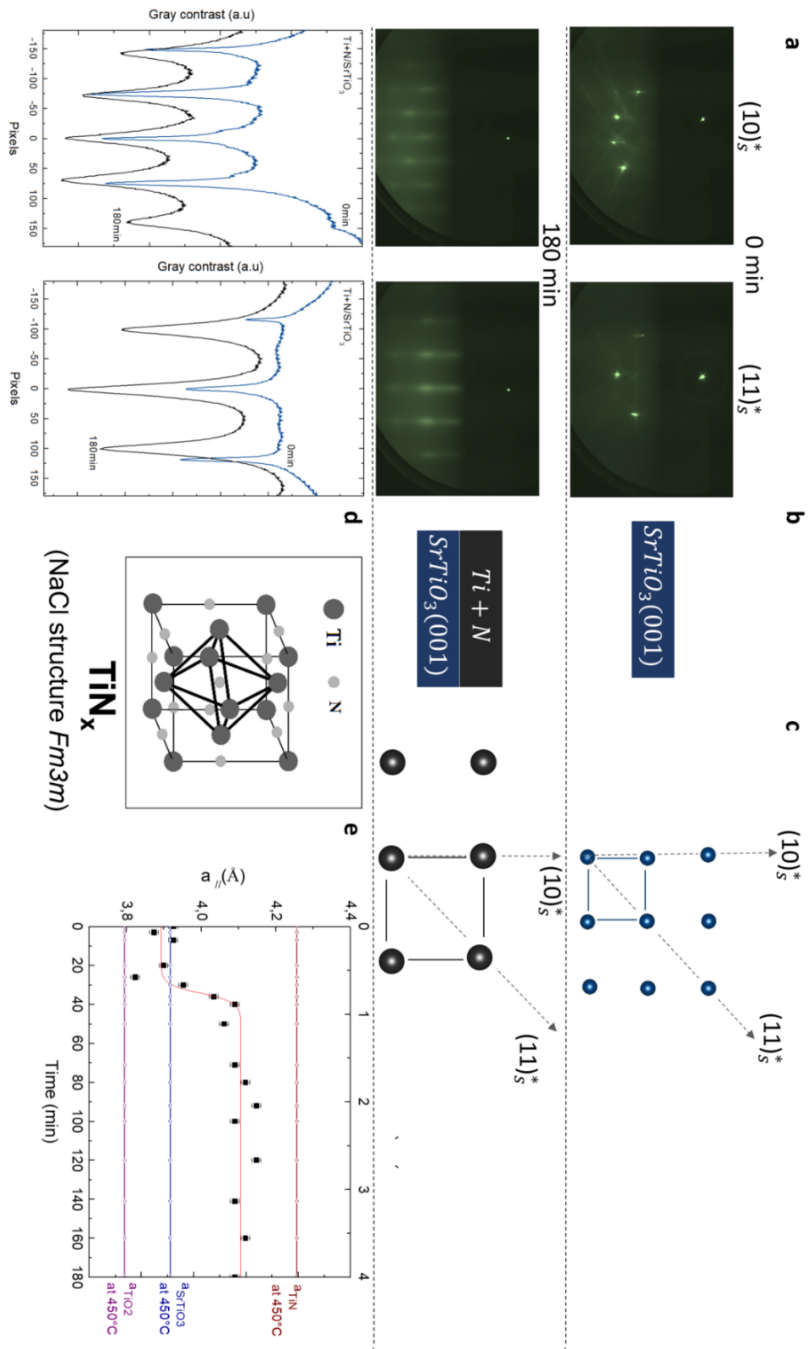 a
0 min
(10)*s
(11)*s
b
SrTiO3(001)
c
(10)*s
(11)*s
180 min
Ti + N
SrTiO3(001)
(10)*s
(11)*s
Gray contrast (a.u)
Ti+N/SrTiO3
0min
180min
-150 -100 -50 0 50 100 150
Pixels
Gray contrast (a.u)
Ti+N/SrTiO3
0min
180min
-150 -100 -50 0 50 100 150
Pixels
d
Ti
N
TiNx
(NaCl structure Fm3m)
e
0 1 2 3 4
a //(Å)
4,4
4,2
4,0
3,8
aTiN
at 450°C
aSrTiO3
at 450°C
aTiO2
at 450°C
0 20 40 60 80 100 120 140 160 180
Time (min)